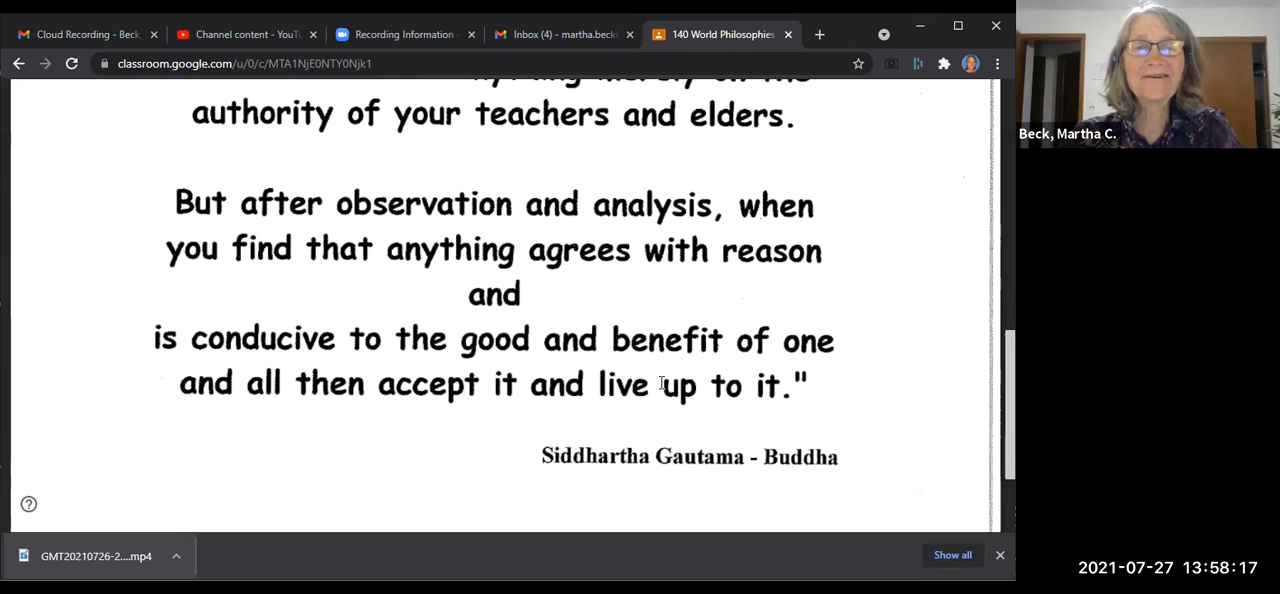 Cloud Recording - Beck,
Channel content - YouTu
Recording Information -
Inbox (4) - martha.beck@
140 World Philosophies
classroom.google.com/u/0/c/MTA1NjE0NTY0Njk1
authority of your teachers and elders.
But after observation and analysis, when
you find that anything agrees with reason
and
is conducive to the good and benefit of one
and all then accept it and live up to it."
Siddhartha Gautama - Buddha
GMT20210726-2....mp4
Show all
Beck, Martha C.
2021-07-27 13:58:17